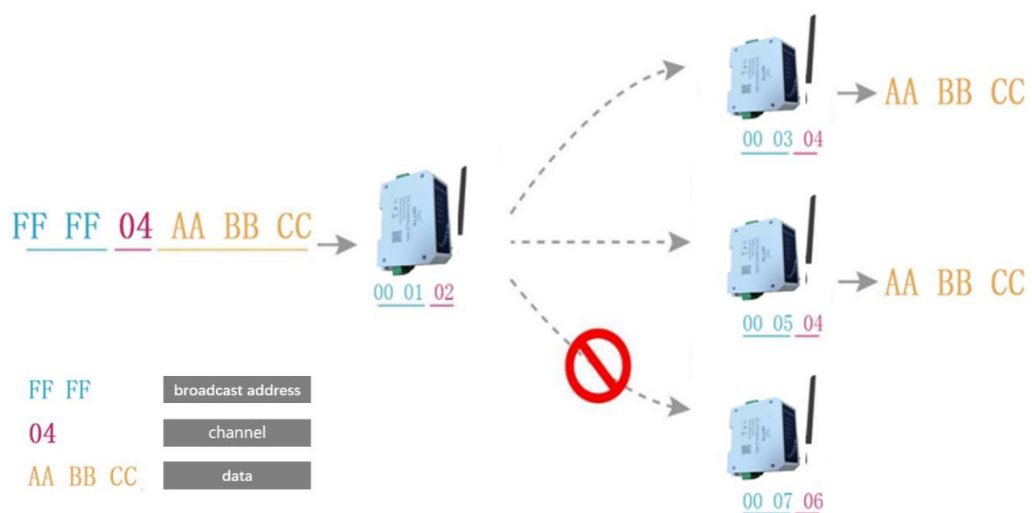 AA BB CC
00 03 04
FF FF 04 AA BB CC
00 01 02
AA BB CC
00 05 04
FF FF broadcast address
04 channel
AA BB CC data
00 07 06